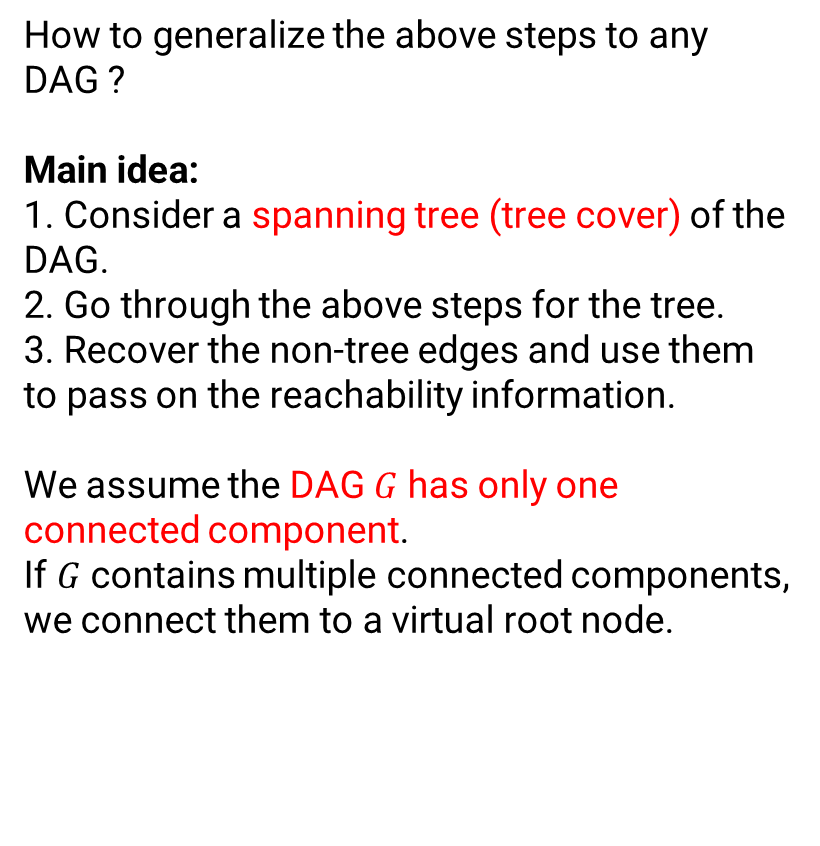 How to generalize the above steps to any
DAG ?
Main idea:
1. Consider a spanning tree (tree cover) of the
DAG.
2. Go through the above steps for the tree.
3. Recover the non-tree edges and use them
to pass on the reachability information.
We assume the DAG 𝐺 has only one
connected component.
If 𝐺 contains multiple connected components,
we connect them to a virtual root node.